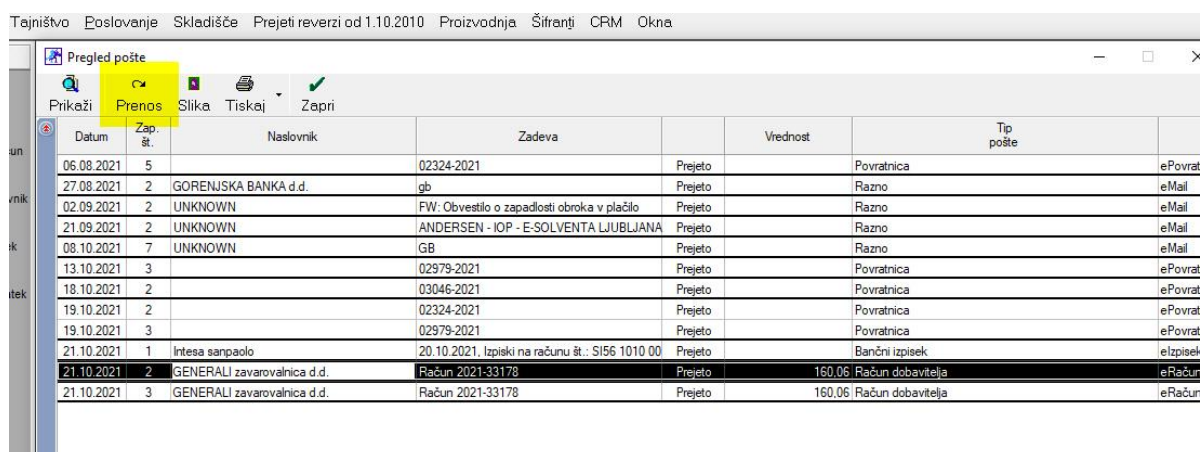 Tajništvo Poslovanje Skladišče Prejeti reverzi od 1.10.2010 Proizvodnja Šifranti CRM Okna
Pregled pošte
Prikaži Prenos Slika Tiskaj Zapri
Datum Zap. št. Naslovnik Zadeva Vrednost Tip pošte
06.08.2021 5 02324-2021 Prejeto Povratnica ePovrat
27.08.2021 2 GORENJSKA BANKA d.d. gb Prejeto Razno eMail
02.09.2021 2 UNKNOWN FW: Obvestilo o zapadlosti obroka v plačilo Prejeto Razno eMail
21.09.2021 2 UNKNOWN ANDERSEN - IOP - E-SOLVENTA LJUBLJANA Prejeto Razno eMail
08.10.2021 7 UNKNOWN GB Prejeto Razno eMail
13.10.2021 3 02979-2021 Prejeto Povratnica ePovrat
18.10.2021 2 03046-2021 Prejeto Povratnica ePovrat
19.10.2021 2 02324-2021 Prejeto Povratnica ePovrat
19.10.2021 3 02979-2021 Prejeto Povratnica ePovrat
21.10.2021 1 Intesa sanpaolo 20.10.2021, Izpiski na računu št.: SI56 1010 00 Prejeto Bančni izpisek eIzpisek
21.10.2021 2 GENERALI zavarovalnica d.d. Račun 2021-33178 Prejeto 160,06 Račun dobavitelja eRačun
21.10.2021 3 GENERALI zavarovalnica d.d. Račun 2021-33178 Prejeto 160,06 Račun dobavitelja eRačun